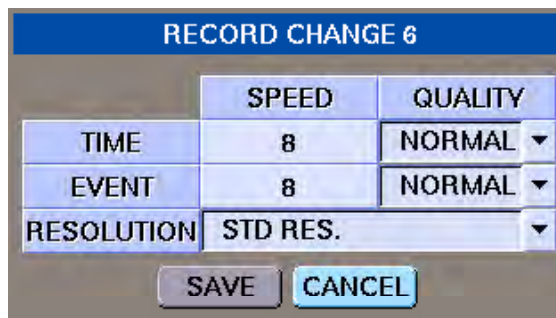 RECORD CHANGE 6
SPEED QUALITY
TIME 8 NORMAL
EVENT 8 NORMAL
RESOLUTION STD RES.
SAVE CANCEL